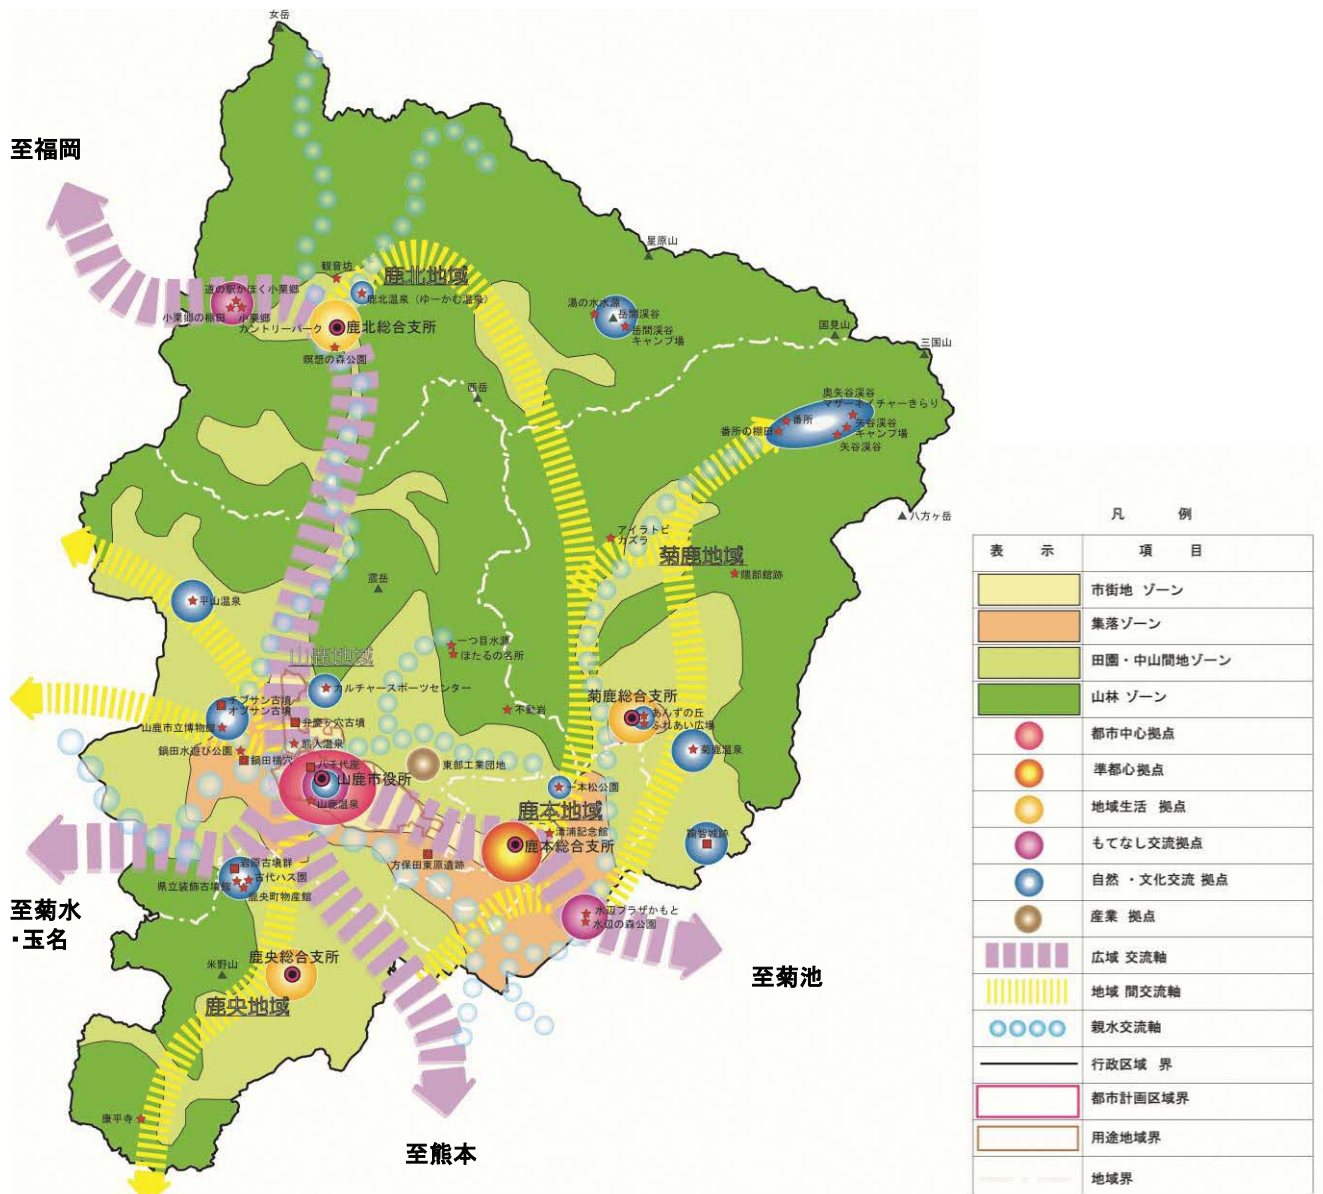 女岳
至福岡
星原山
観音坊
鹿北地域
道の駅かほく小栗郷
鹿北温泉（ゆーかむ温泉）
小栗郷の棚田
小栗郷
カントリーパーク
鹿北総合支所
瞑想の森公園
湯の水水源
岳間渓谷
岳間渓谷
キャンプ場
国見山
三国山
西岳
奥矢谷渓谷
マザーネイチャーきらり
番所
番所の棚田
矢谷渓谷
キャンプ場
矢谷渓谷
八方ヶ岳
アイラトビ
カズラ
菊鹿地域
隈部館跡
震岳
平山温泉
一つ目水源
ほたるの名所
山鹿地域
カルチャースポーツセンター
菊鹿総合支所
あんずの丘
ふれあい広場
チブサン古墳
オブサン古墳
山鹿市立博物館
弁慶ヶ穴古墳
不動岩
熊入温泉
鍋田水遊び公園
鍋田横穴
菊鹿温泉
八千代座
山鹿市役所
山鹿温泉
東部工業団地
一本松公園
鹿本地域
清浦記念館
鹿本総合支所
鞠智城跡
方保田東原遺跡
岩原古墳群
古代ハス園
県立装飾古墳館
鹿央町物産館
至菊水
・玉名
水辺プラザかもと
水辺の森公園
至菊池
鹿央総合支所
米野山
鹿央地域
康平寺
至熊本
凡 例
表 示 項 目
市街地 ゾーン
集落ゾーン
田園・中山間地ゾーン
山林 ゾーン
都市中心拠点
準都心拠点
地域生活 拠点
もてなし交流拠点
自然 ・文化交流 拠点
産業 拠点
広域 交流軸
地域 間交流軸
親水交流軸
行政区域 界
都市計画区域界
用途地域界
地域界